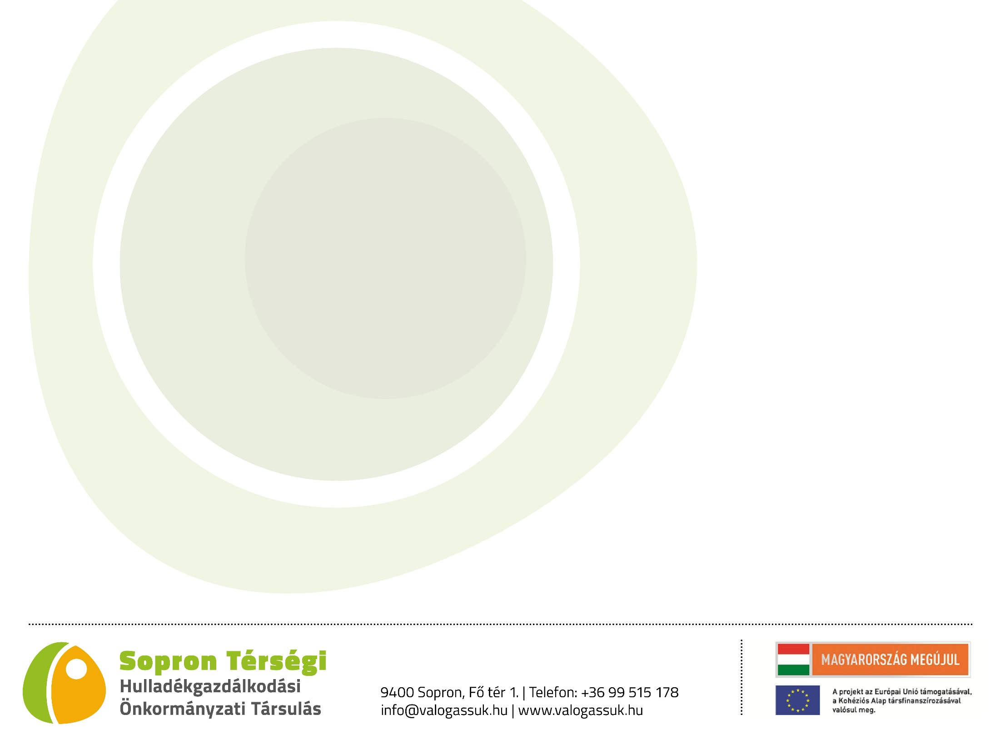 Sopron Térségi
Hulladékgazdálkodási
Önkormányzati Társulás
9400 Sopron, Fő tér 1. | Telefon: +36 99 515 178
info@valogassuk.hu | www.valogassuk.hu
MAGYARORSZÁG MEGÚJUL
A projekt az Európai Unió támogatásával,
a Kohéziós Alap társfinanszírozásával
valósul meg.